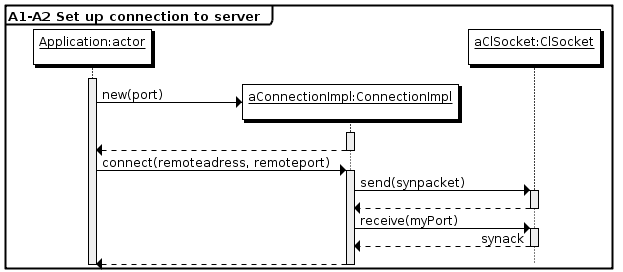 A1-A2 Set up connection to server
Application:actor
aClSocket:ClSocket
new(port)
aConnectionImpl:ConnectionImpl
connect(remoteadress, remoteport)
send(synpacket)
receive(myPort)
synack